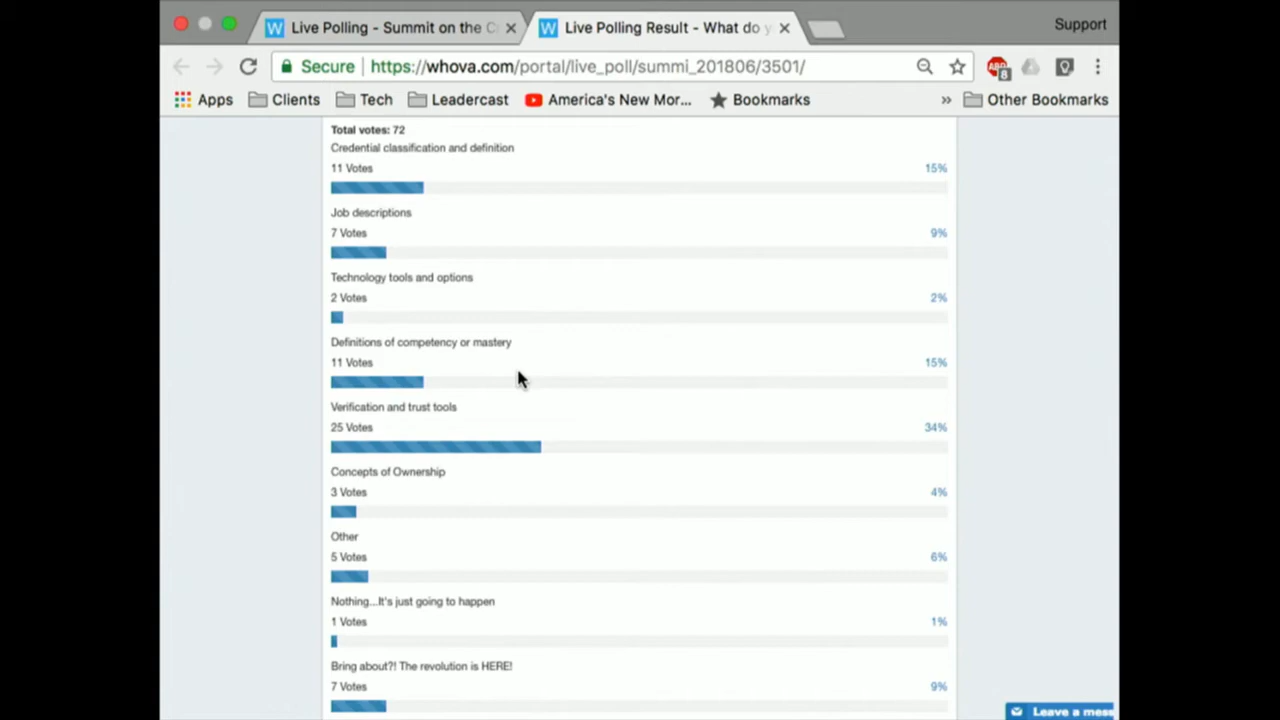 Live Polling - Summit on the C
Live Polling Result - What do y
Support
Secure
https://whova.com/portal/live_poll/summi_201806/3501/
ABP
8
Apps
Clients
Tech
Leadercast
America's New Mor...
Bookmarks
»
Other Bookmarks
Total votes: 72
Credential classification and definition
11 Votes 15%
Job descriptions
7 Votes 9%
Technology tools and options
2 Votes 2%
Definitions of competency or mastery
11 Votes 15%
Verification and trust tools
25 Votes 34%
Concepts of Ownership
3 Votes 4%
Other
5 Votes 6%
Nothing...It's just going to happen
1 Votes 1%
Bring about?! The revolution is HERE!
7 Votes 9%
Leave a mess